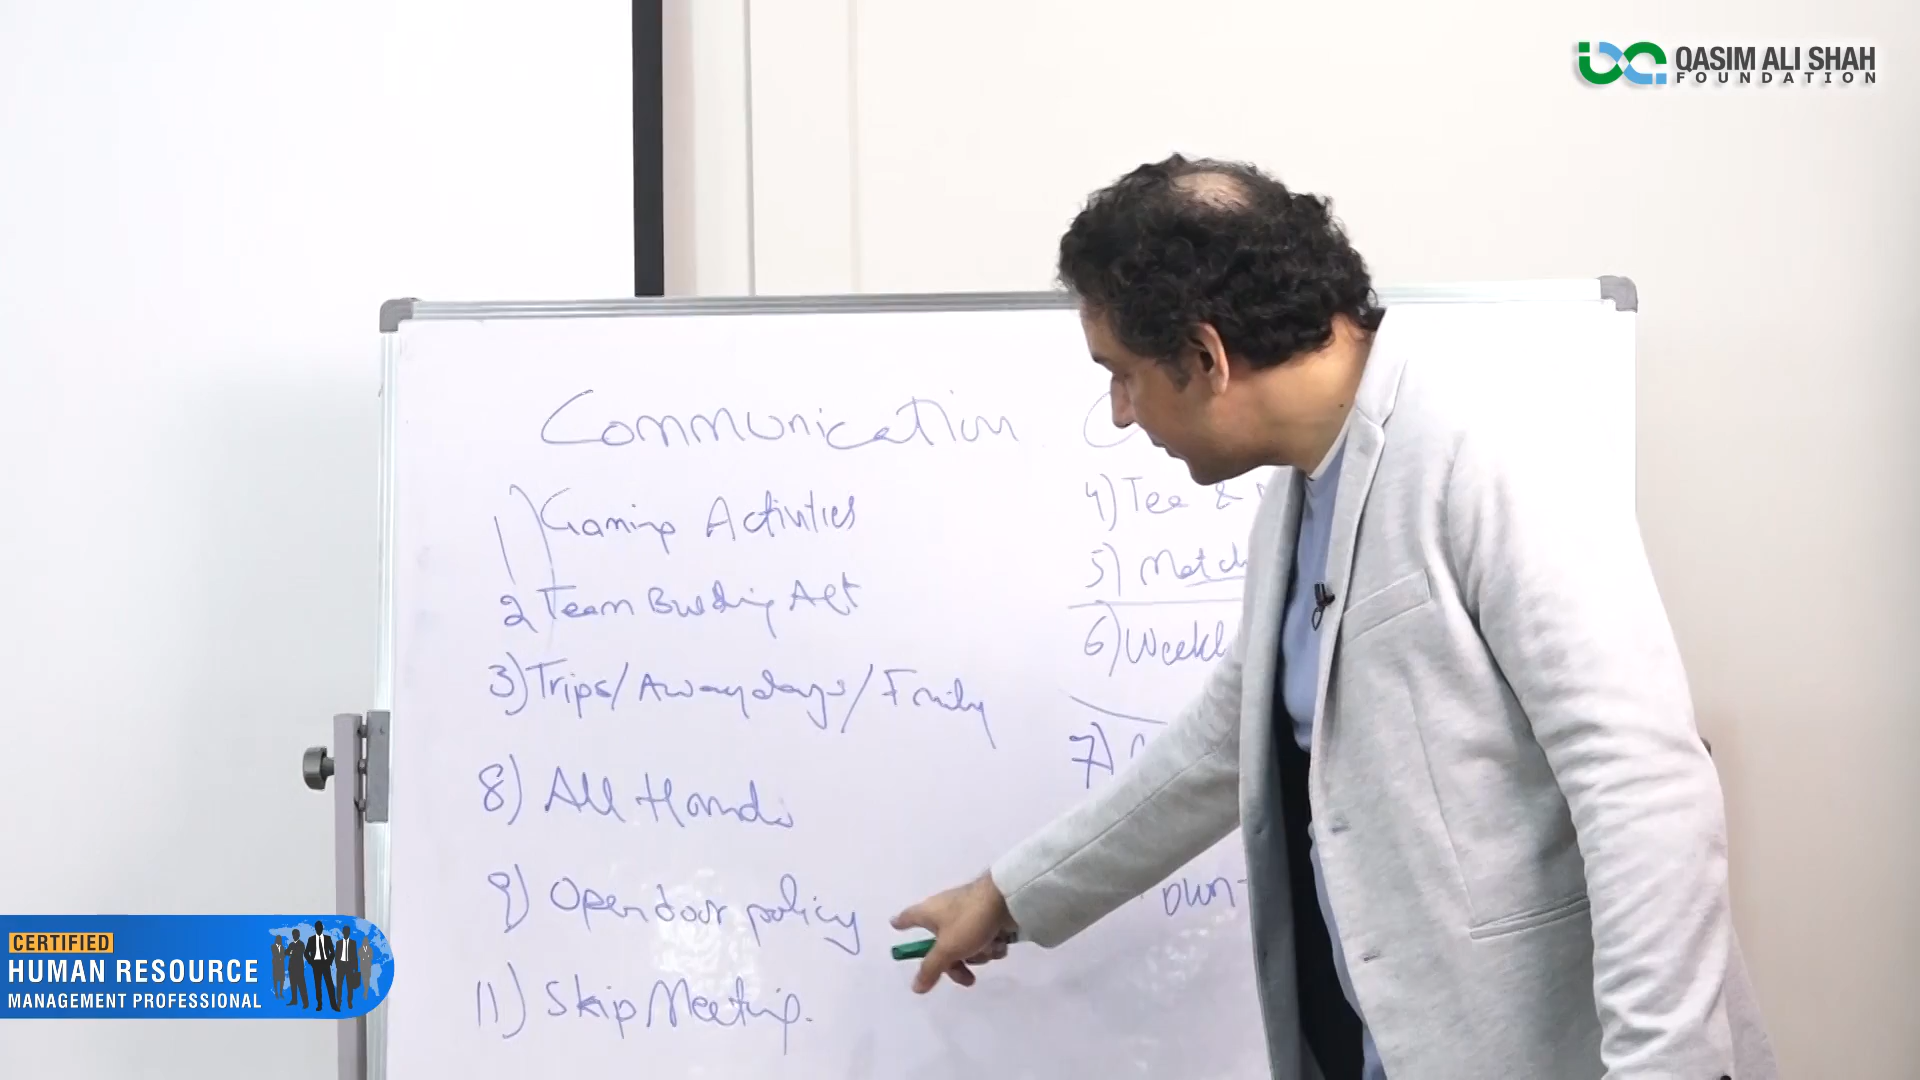 QASIM ALI SHAH
FOUNDATION
Communication C
1) Gaming Activities
2 Team Building Act
3) Trips/Awaydays/Family
8) All Hands
9) Open door policy
11) Skip Meeting.
4) Tea &
5) Match
6) Weekl
7)
own-
CERTIFIED
HUMAN RESOURCE
MANAGEMENT PROFESSIONAL